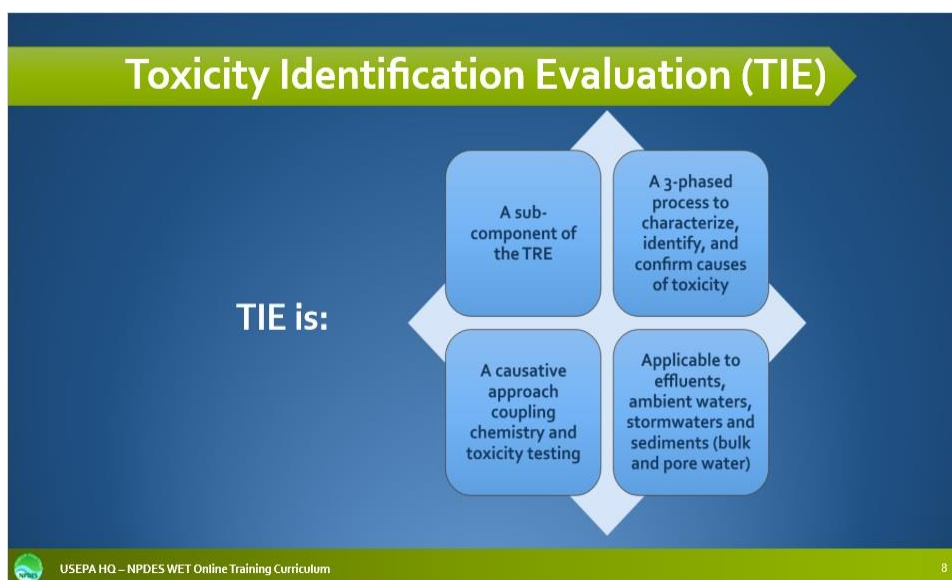 Toxicity Identification Evaluation (TIE)
TIE is:
A sub-
component of
the TRE
A 3-phased
process to
characterize,
identify, and
confirm causes
of toxicity
A causative
approach
coupling
chemistry and
toxicity testing
Applicable to
effluents,
ambient waters,
stormwaters and
sediments (bulk
and pore water)
NPDES
USEPA HQ – NPDES WET Online Training Curriculum
8